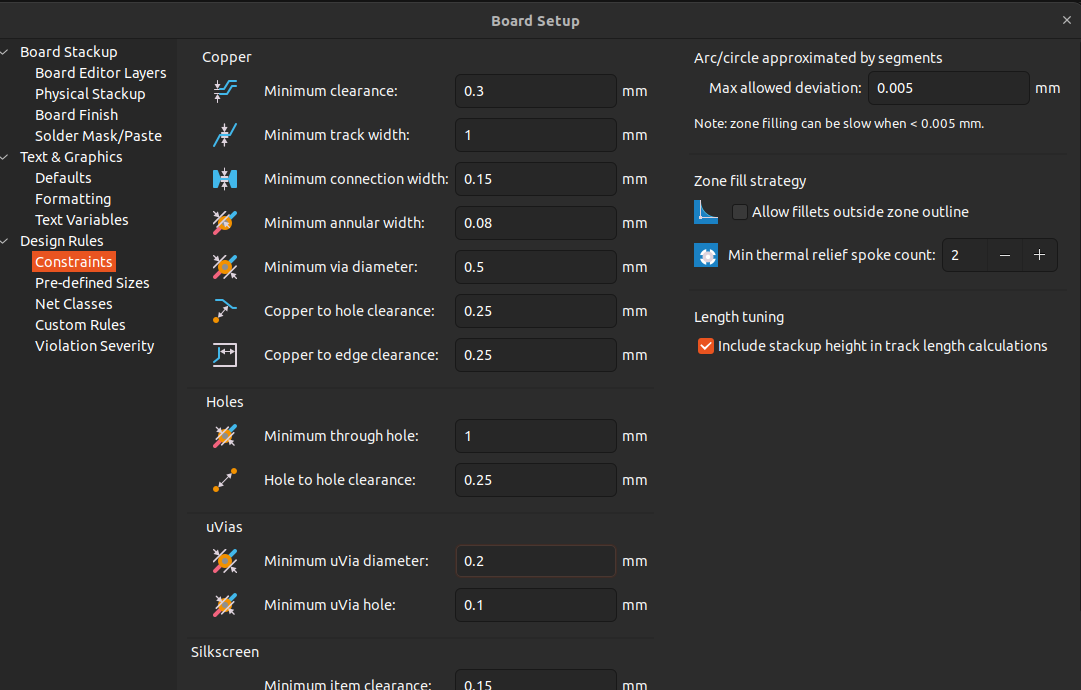 Board Setup
×
Board Stackup
Board Editor Layers
Physical Stackup
Board Finish
Solder Mask/Paste
Text & Graphics
Defaults
Formatting
Text Variables
Design Rules
Constraints
Pre-defined Sizes
Net Classes
Custom Rules
Violation Severity
Copper
Minimum clearance: 0.3 mm
Minimum track width: 1 mm
Minimum connection width: 0.15 mm
Minimum annular width: 0.08 mm
Minimum via diameter: 0.5 mm
Copper to hole clearance: 0.25 mm
Copper to edge clearance: 0.25 mm
Holes
Minimum through hole: 1 mm
Hole to hole clearance: 0.25 mm
uVias
Minimum uVia diameter: 0.2 mm
Minimum uVia hole: 0.1 mm
Silkscreen
Minimum item clearance: 0.15 mm
Arc/circle approximated by segments
Max allowed deviation: 0.005 mm
Note: zone filling can be slow when < 0.005 mm.
Zone fill strategy
Allow fillets outside zone outline
Min thermal relief spoke count: 2 − +
Length tuning
Include stackup height in track length calculations